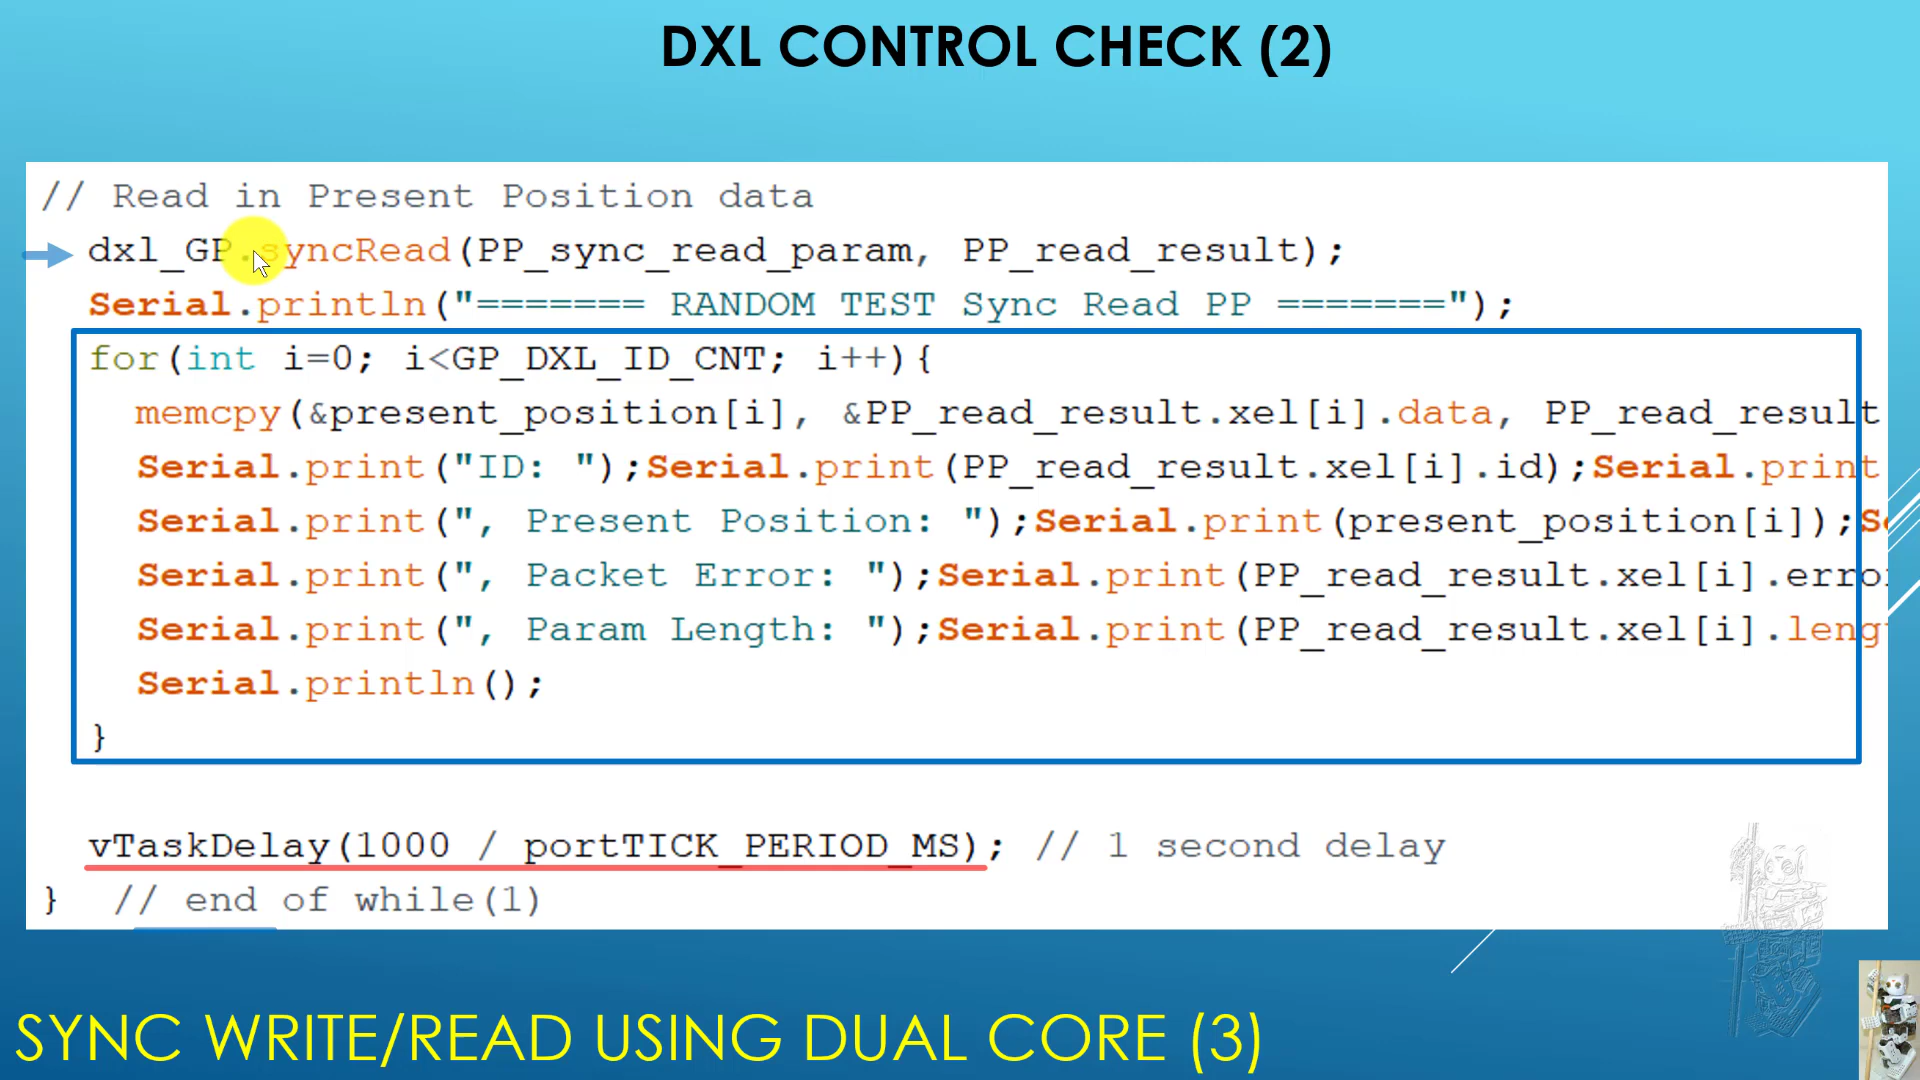 DXL CONTROL CHECK (2)
// Read in Present Position data
dxl_GP.syncRead(PP_sync_read_param, PP_read_result);
Serial.println("======= RANDOM TEST Sync Read PP =======");
for(int i=0; i<GP_DXL_ID_CNT; i++){
memcpy(&present_position[i], &PP_read_result.xel[i].data, PP_read_result
Serial.print("ID: ");Serial.print(PP_read_result.xel[i].id);Serial.print
Serial.print(", Present Position: ");Serial.print(present_position[i]);Se
Serial.print(", Packet Error: ");Serial.print(PP_read_result.xel[i].erro
Serial.print(", Param Length: ");Serial.print(PP_read_result.xel[i].leng
Serial.println();
}
vTaskDelay(1000 / portTICK_PERIOD_MS); // 1 second delay
} // end of while(1)
SYNC WRITE/READ USING DUAL CORE (3)